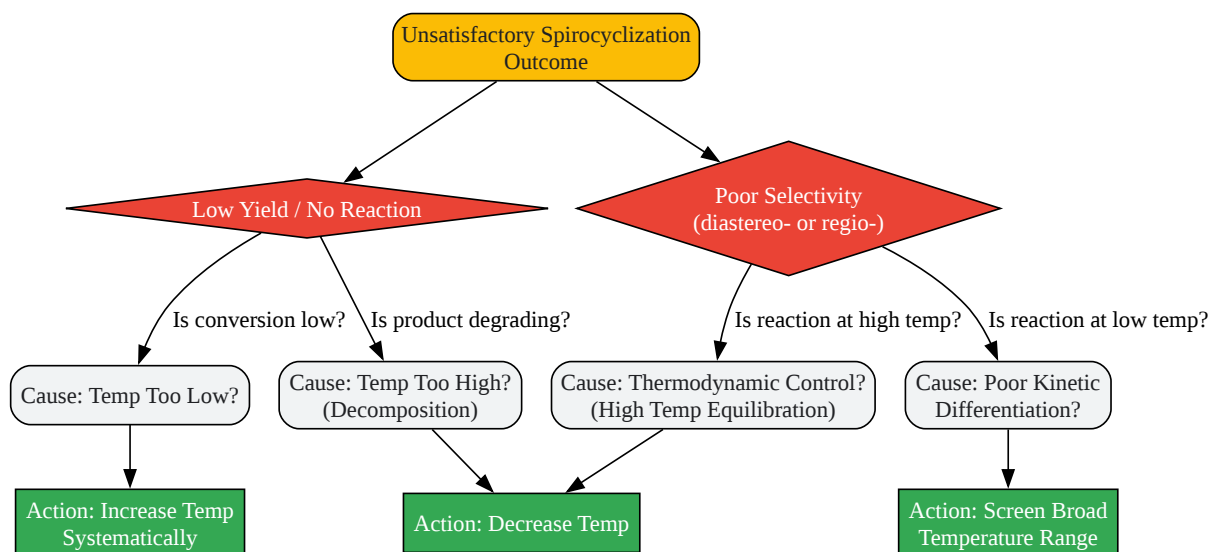 Unsatisfactory Spirocyclization
Outcome
Low Yield / No Reaction
Poor Selectivity
(diastereo- or regio-)
Is conversion low?
Is product degrading?
Is reaction at high temp?
Is reaction at low temp?
Cause: Temp Too Low?
Cause: Temp Too High?
(Decomposition)
Cause: Thermodynamic Control?
(High Temp Equilibration)
Cause: Poor Kinetic
Differentiation?
Action: Increase Temp
Systematically
Action: Decrease Temp
Action: Screen Broad
Temperature Range